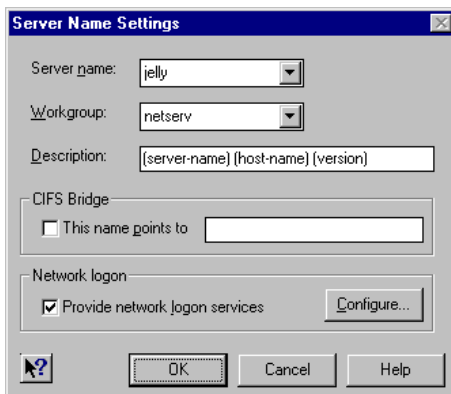 Server Name Settings
Server name: jelly
Workgroup: netserv
Description: (server-name) (host-name) (version)
CIFS Bridge
This name points to
Network logon
Provide network logon services Configure...
? OK Cancel Help